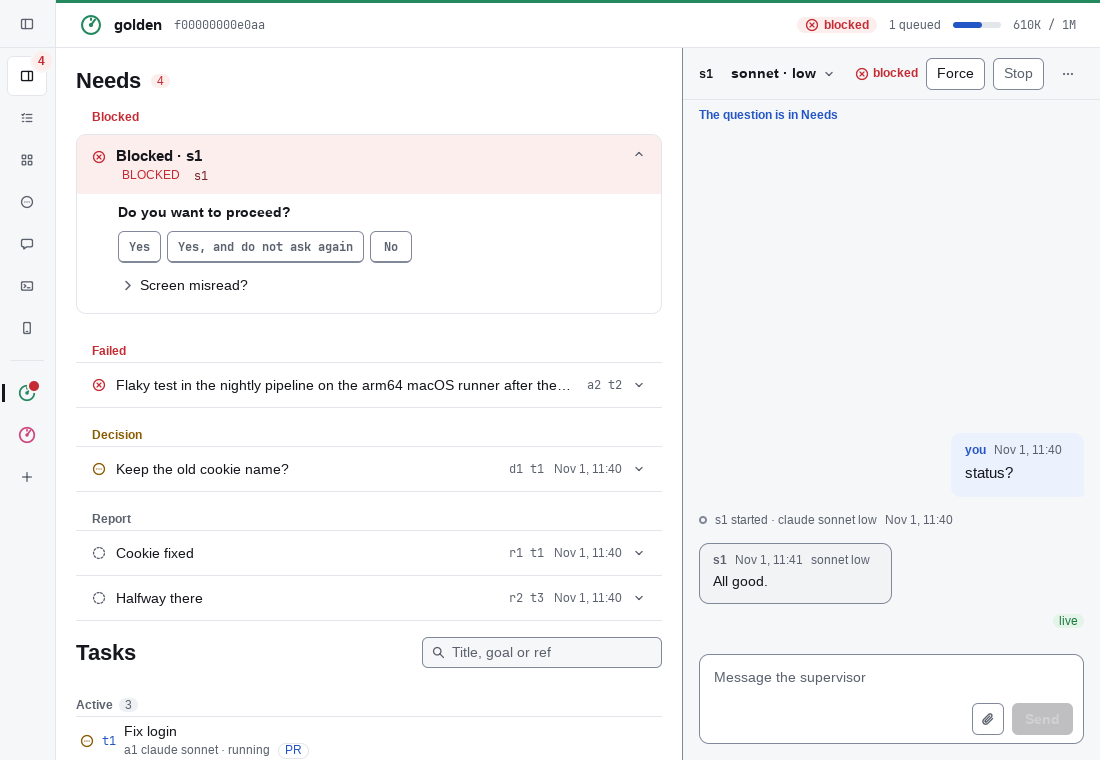 golden f00000000e0aa blocked 1 queued 610K / 1M
4
Needs 4
Blocked
Blocked · s1
BLOCKED s1
Do you want to proceed?
Yes Yes, and do not ask again No
Screen misread?
Failed
Flaky test in the nightly pipeline on the arm64 macOS runner after the… a2 t2
Decision
Keep the old cookie name? d1 t1 Nov 1, 11:40
Report
Cookie fixed r1 t1 Nov 1, 11:40
Halfway there r2 t3 Nov 1, 11:40
Tasks Title, goal or ref
Active 3
t1 Fix login
a1 claude sonnet · running PR
s1 sonnet · low blocked Force Stop ···
The question is in Needs
you Nov 1, 11:40
status?
s1 started · claude sonnet low Nov 1, 11:40
s1 Nov 1, 11:41 sonnet low
All good.
live
Message the supervisor
Send